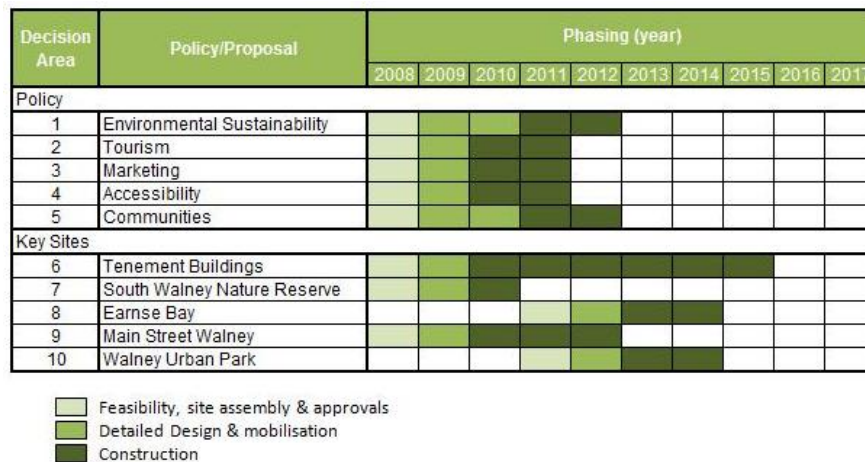 Decision Area Policy/Proposal Phasing (year)
2008 2009 2010 2011 2012 2013 2014 2015 2016 2017
Policy
1 Environmental Sustainability
2 Tourism
3 Marketing
4 Accessibility
5 Communities
Key Sites
6 Tenement Buildings
7 South Walney Nature Reserve
8 Earnse Bay
9 Main Street Walney
10 Walney Urban Park
Feasibility, site assembly & approvals
Detailed Design & mobilisation
Construction